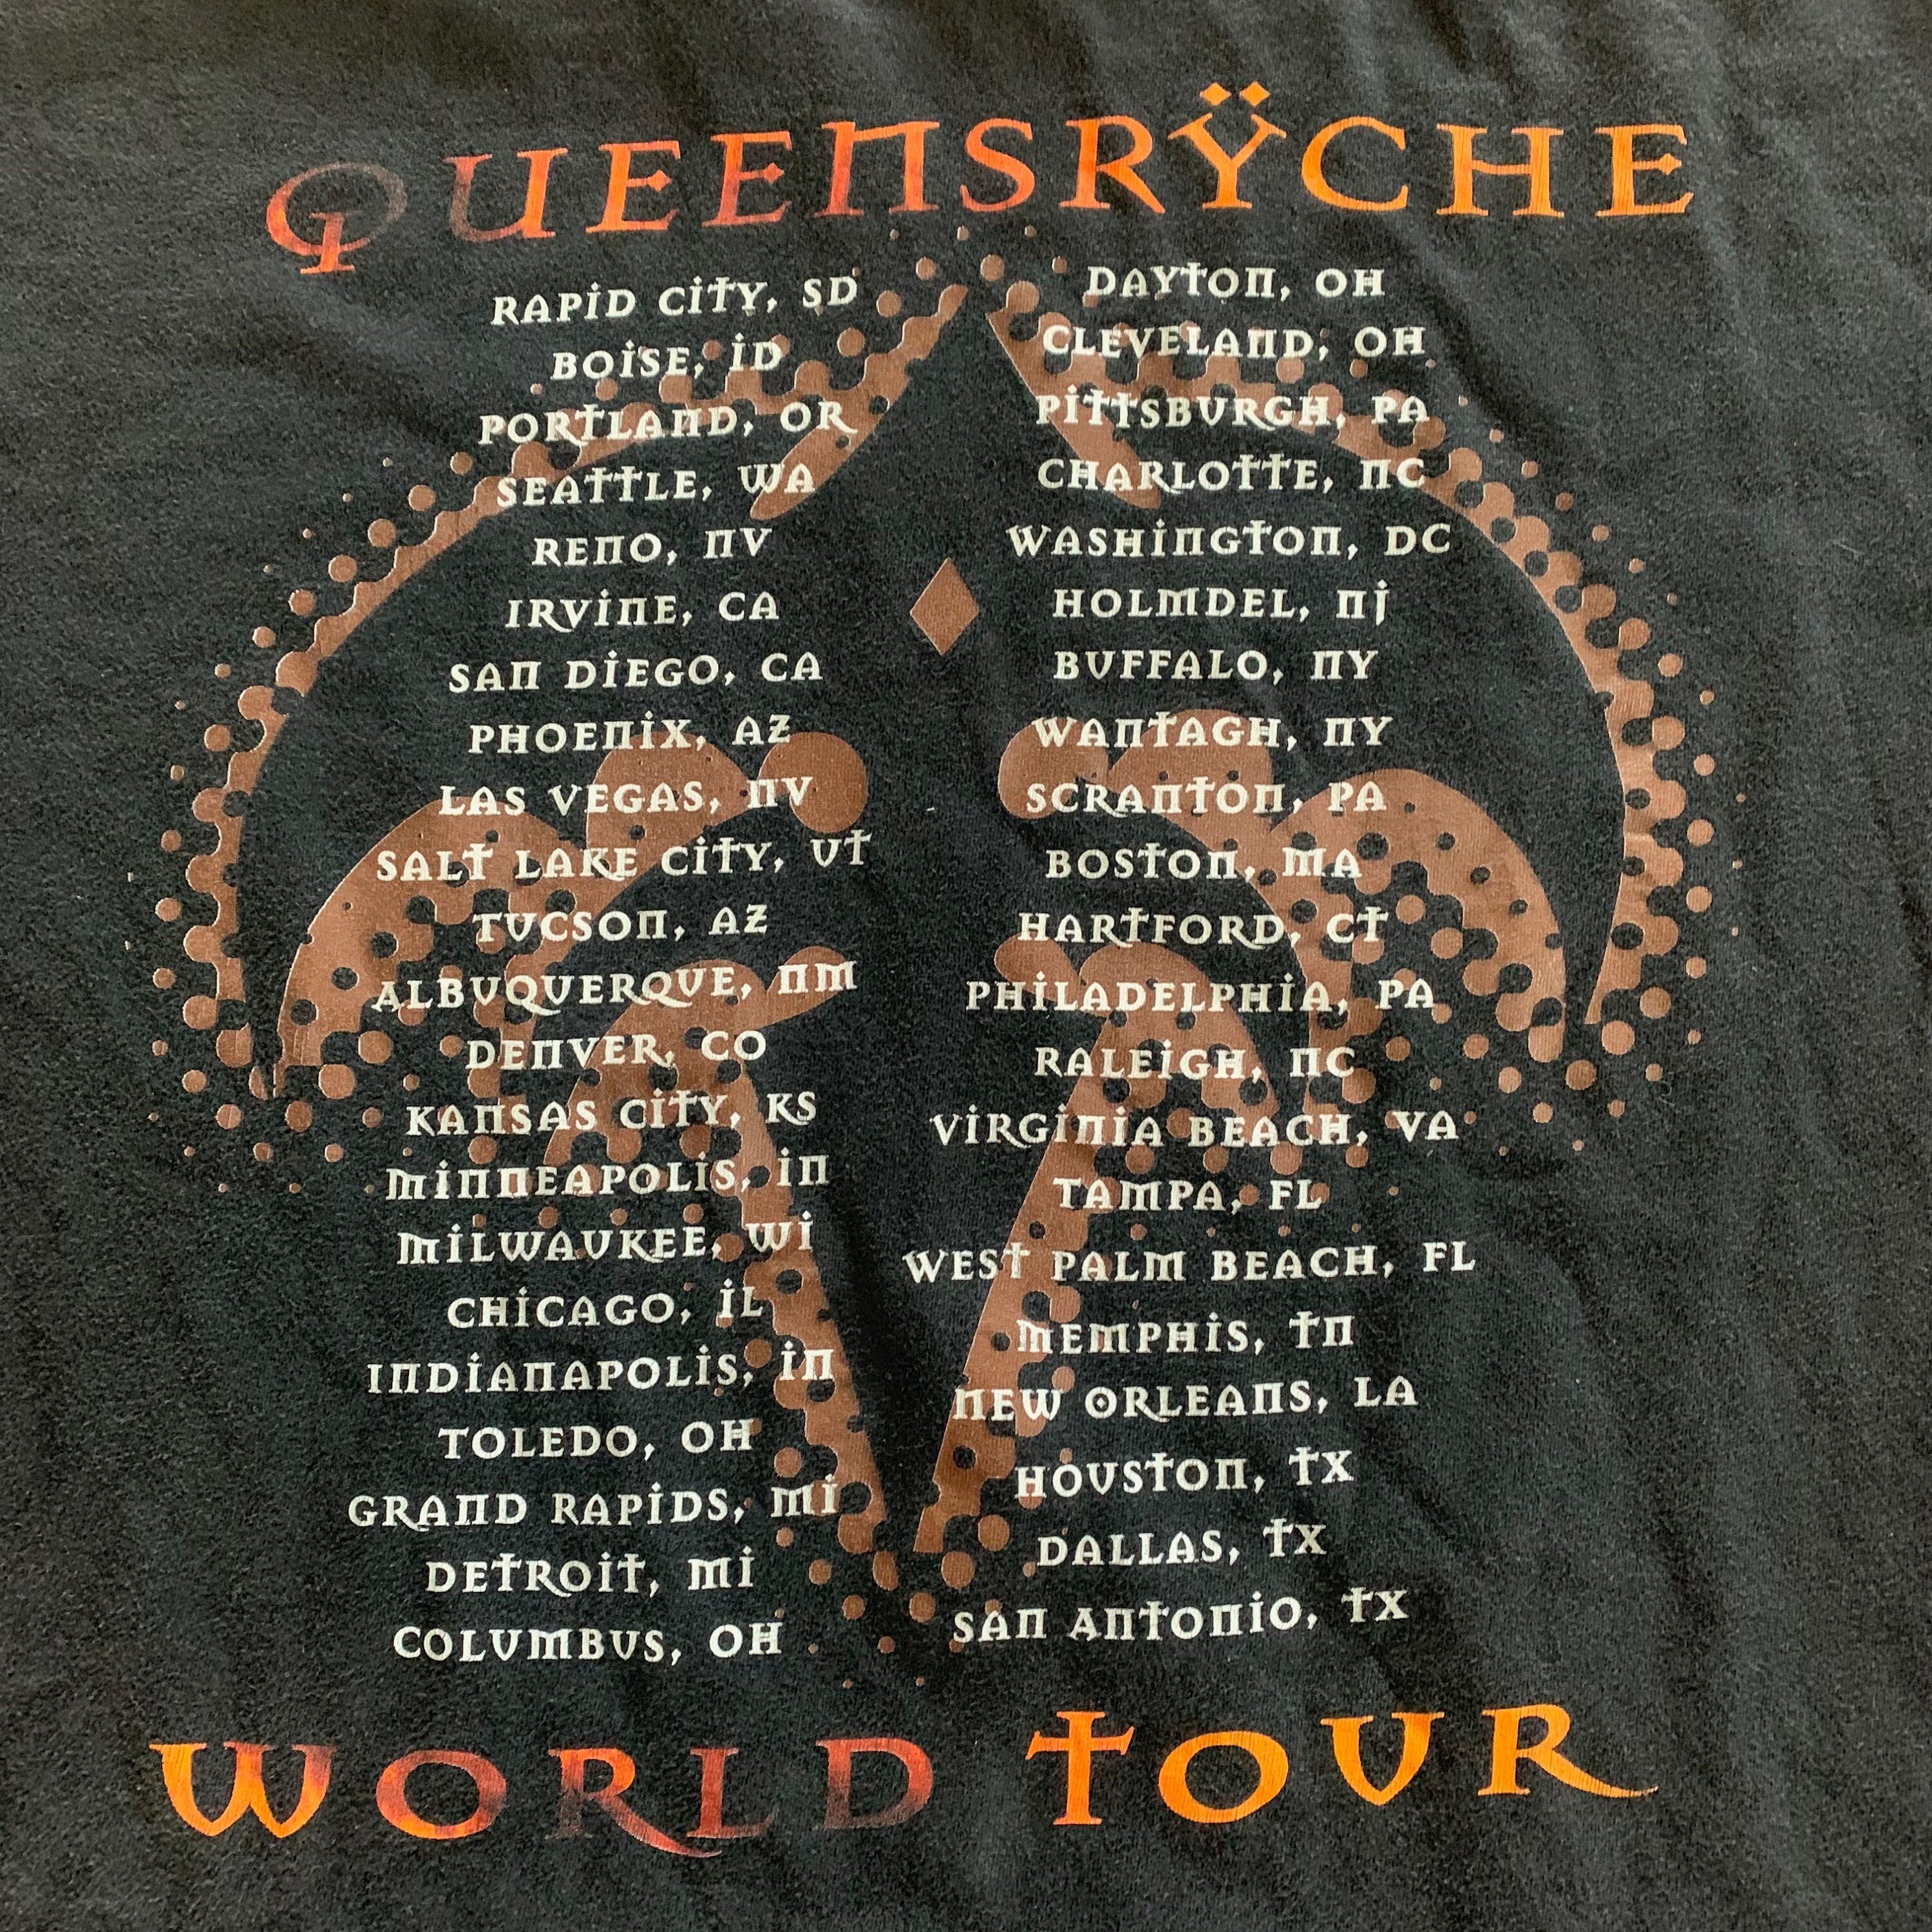 QUEENSRŸCHE
RAPID CITY, SD
BOISE, ID
PORTLAND, OR
SEATTLE, WA
RENO, NV
IRVINE, CA
SAN DIEGO, CA
PHOENIX, AZ
LAS VEGAS, NV
SALT LAKE CITY, UT
TUCSON, AZ
ALBUQUERQUE, NM
DENVER, CO
KANSAS CITY, KS
MINNEAPOLIS, IN
MILWAUKEE, WI
CHICAGO, IL
INDIANAPOLIS, IN
TOLEDO, OH
GRAND RAPIDS, MI
DETROIT, MI
COLUMBUS, OH
DAYTON, OH
CLEVELAND, OH
PITTSBURGH, PA
CHARLOTTE, NC
WASHINGTON, DC
HOLMDEL, NJ
BUFFALO, NY
WANTAGH, NY
SCRANTON, PA
BOSTON, MA
HARTFORD, CT
PHILADELPHIA, PA
RALEIGH, NC
VIRGINIA BEACH, VA
TAMPA, FL
WEST PALM BEACH, FL
MEMPHIS, TN
NEW ORLEANS, LA
HOUSTON, TX
DALLAS, TX
SAN ANTONIO, TX
WORLD TOUR